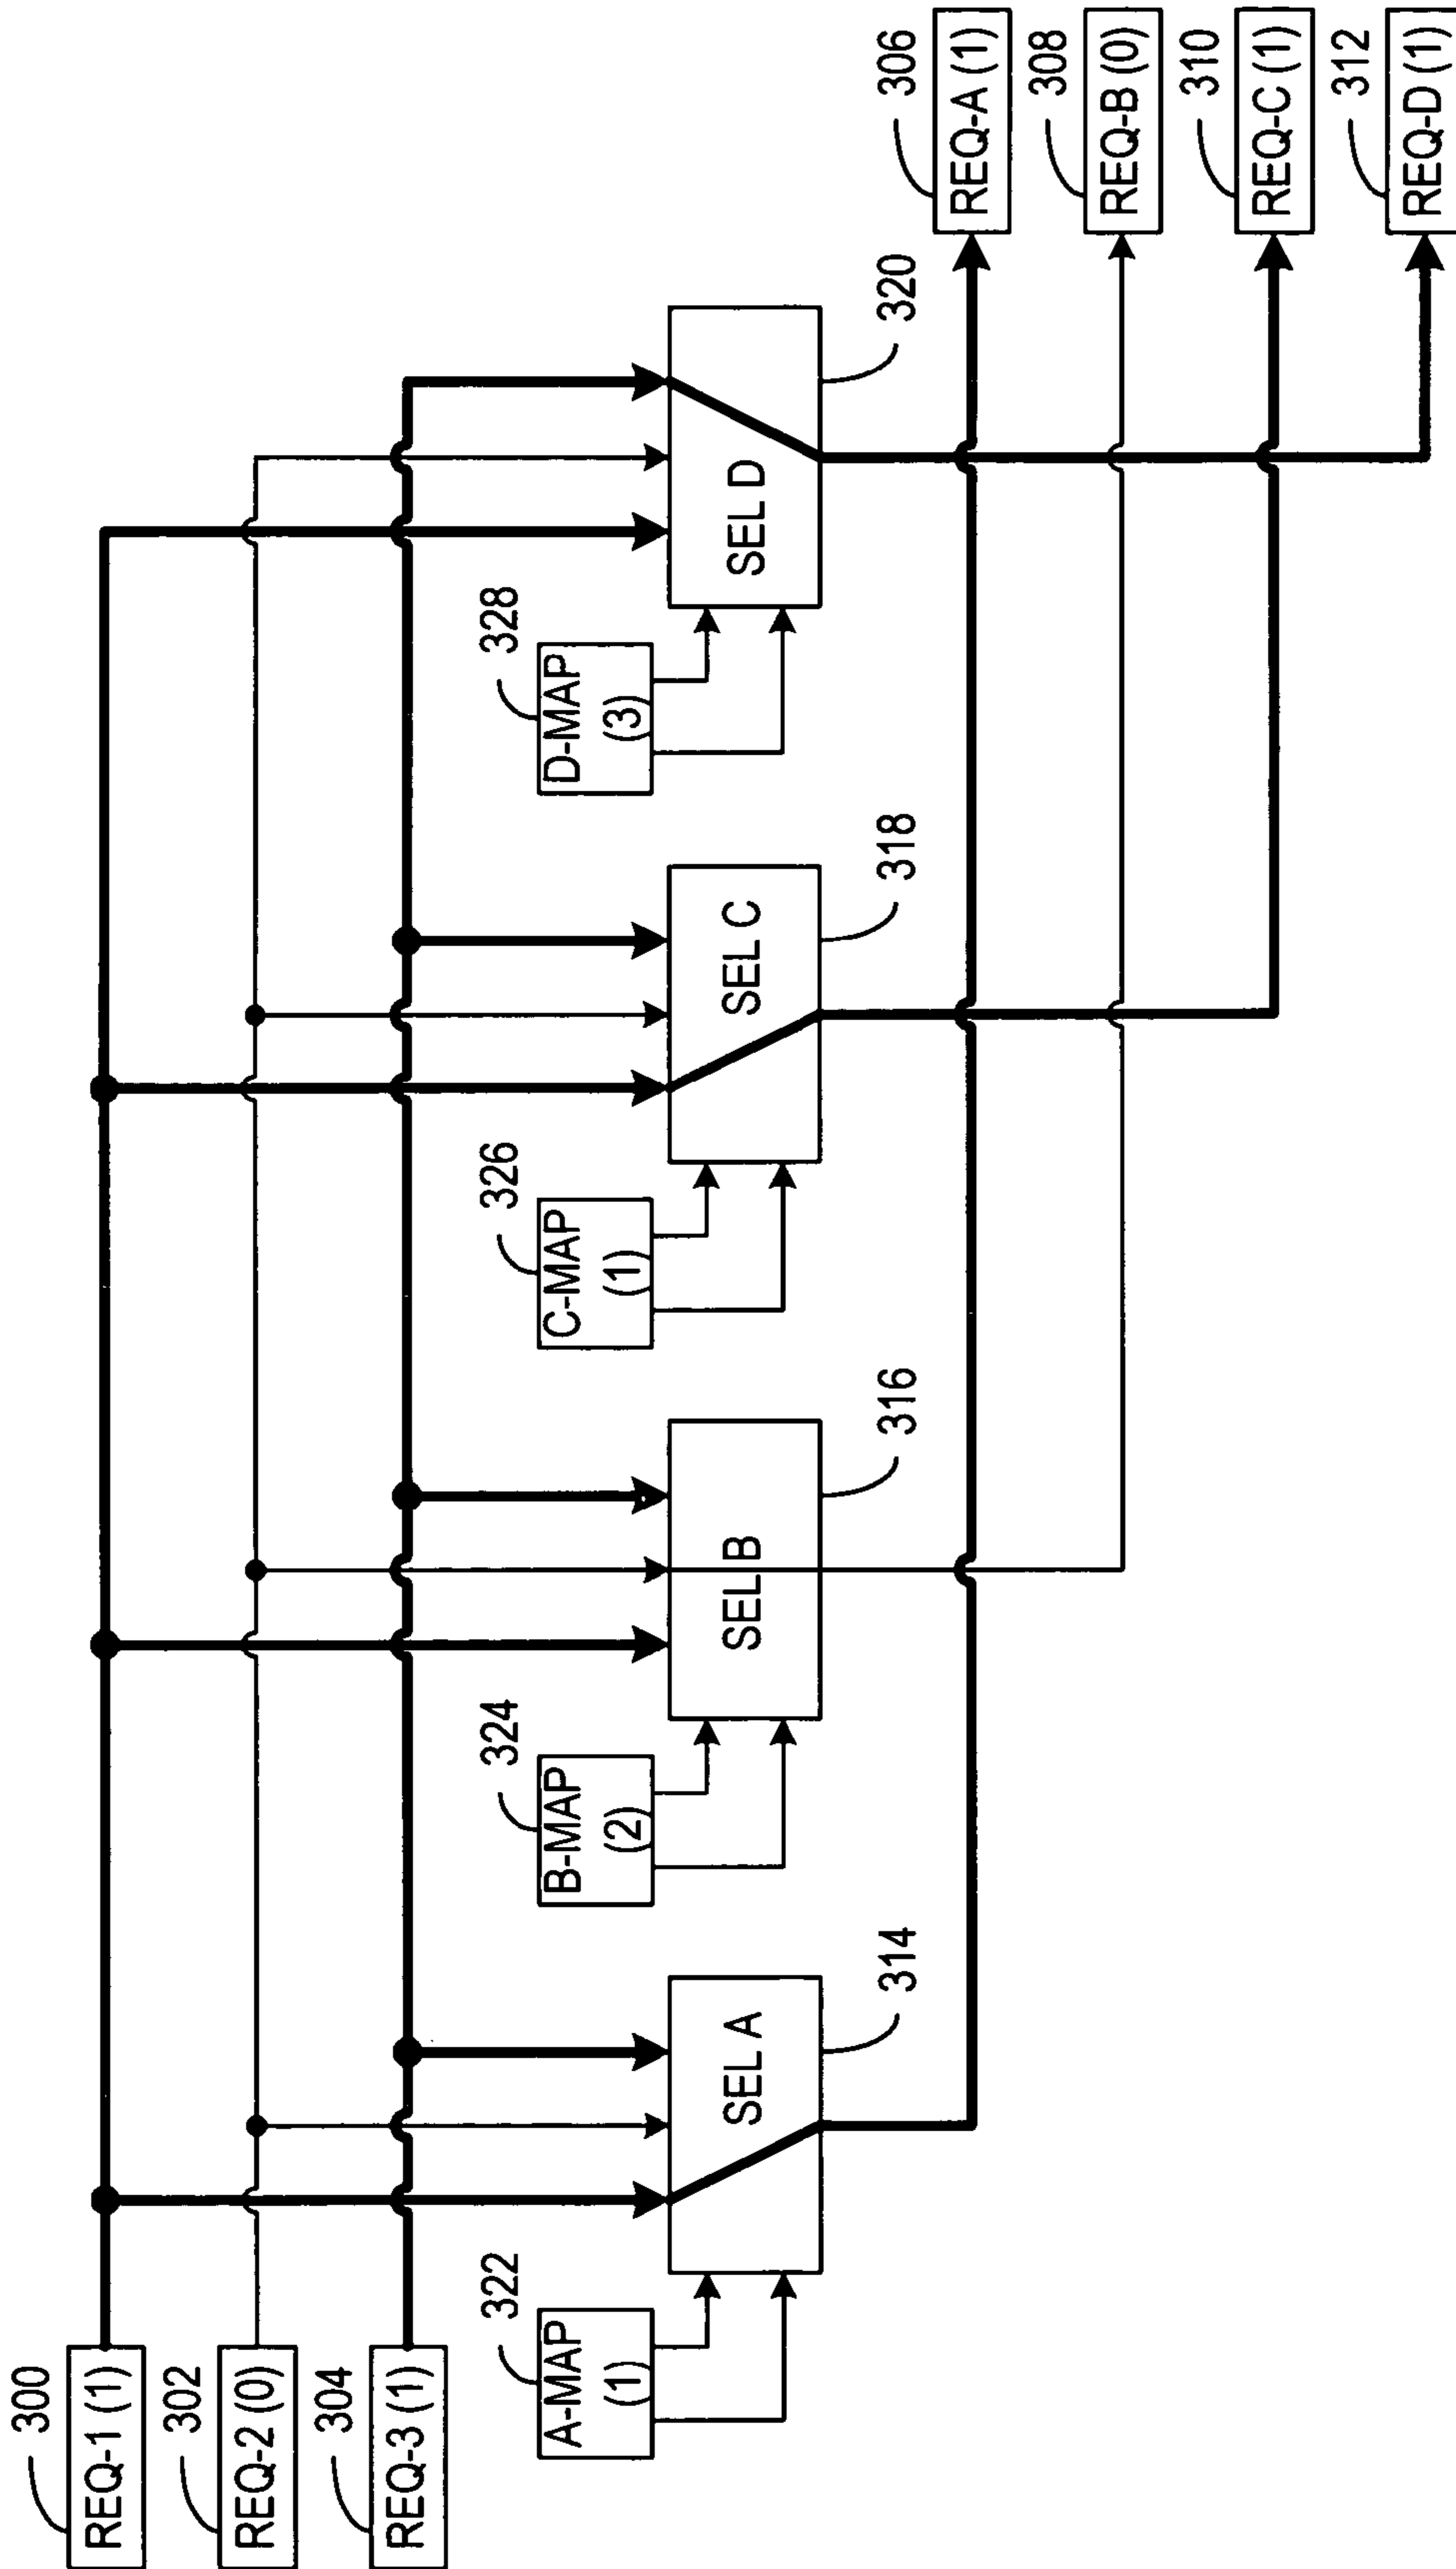 300
REQ-1 (1)
302
REQ-2 (0)
304
REQ-3 (1)
322
A-MAP
(1)
SEL A
314
324
B-MAP
(2)
SEL B
316
326
C-MAP
(1)
SEL C
318
328
D-MAP
(3)
SEL D
320
306
REQ-A (1)
308
REQ-B (0)
310
REQ-C (1)
312
REQ-D (1)